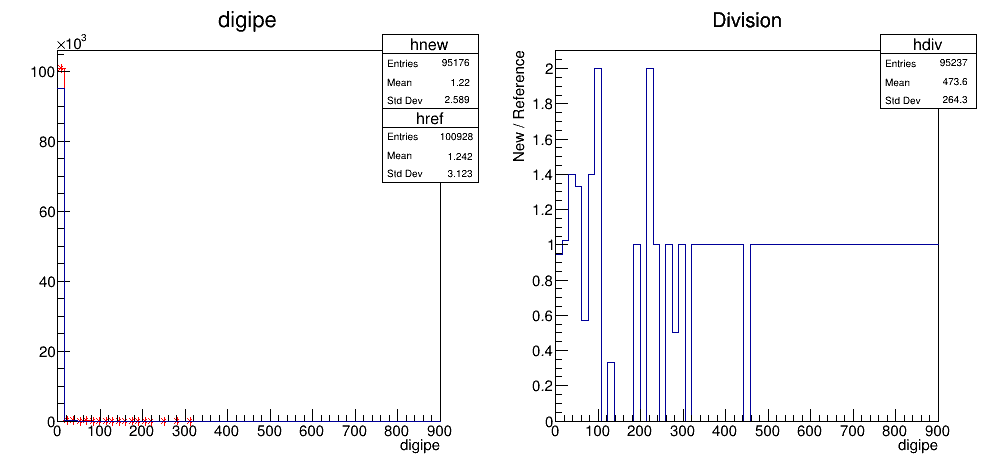 digipe
×10³
hnew
Entries 95176
Mean 1.22
Std Dev 2.589
href
Entries 100928
Mean 1.242
Std Dev 3.123
100
80
60
40
20
0
0 100 200 300 400 500 600 700 800 900
digipe
Division
hdiv
Entries 95237
Mean 473.6
Std Dev 264.3
New / Reference
2
1.8
1.6
1.4
1.2
1
0.8
0.6
0.4
0.2
0
0 100 200 300 400 500 600 700 800 900
digipe